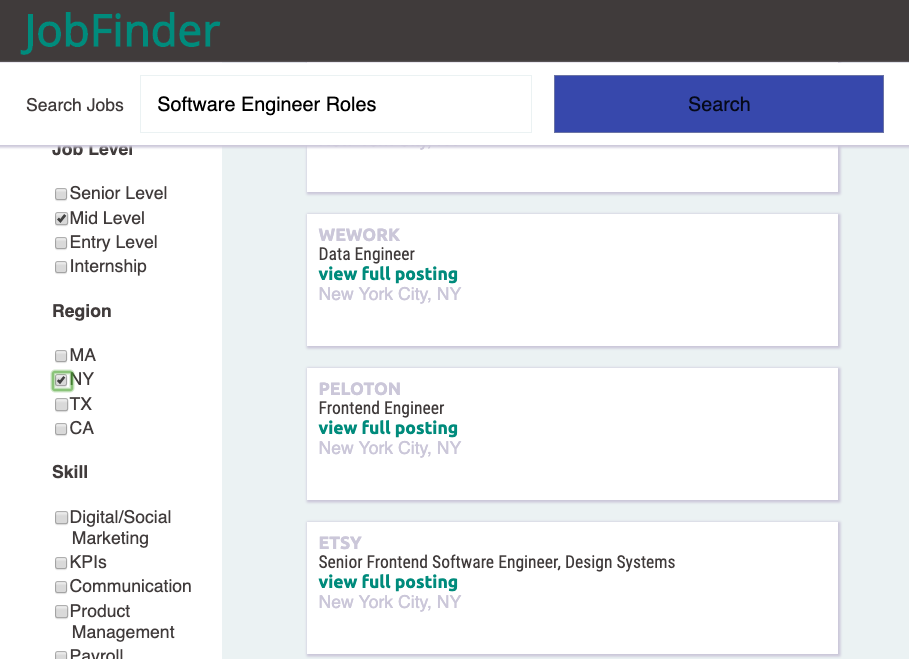 JobFinder
Search Jobs
Software Engineer Roles
Search
Job Level
Senior Level
Mid Level
Entry Level
Internship
Region
MA
NY
TX
CA
Skill
Digital/Social
Marketing
KPIs
Communication
Product
Management
Payroll
WEWORK
Data Engineer
view full posting
New York City, NY
PELOTON
Frontend Engineer
view full posting
New York City, NY
ETSY
Senior Frontend Software Engineer, Design Systems
view full posting
New York City, NY